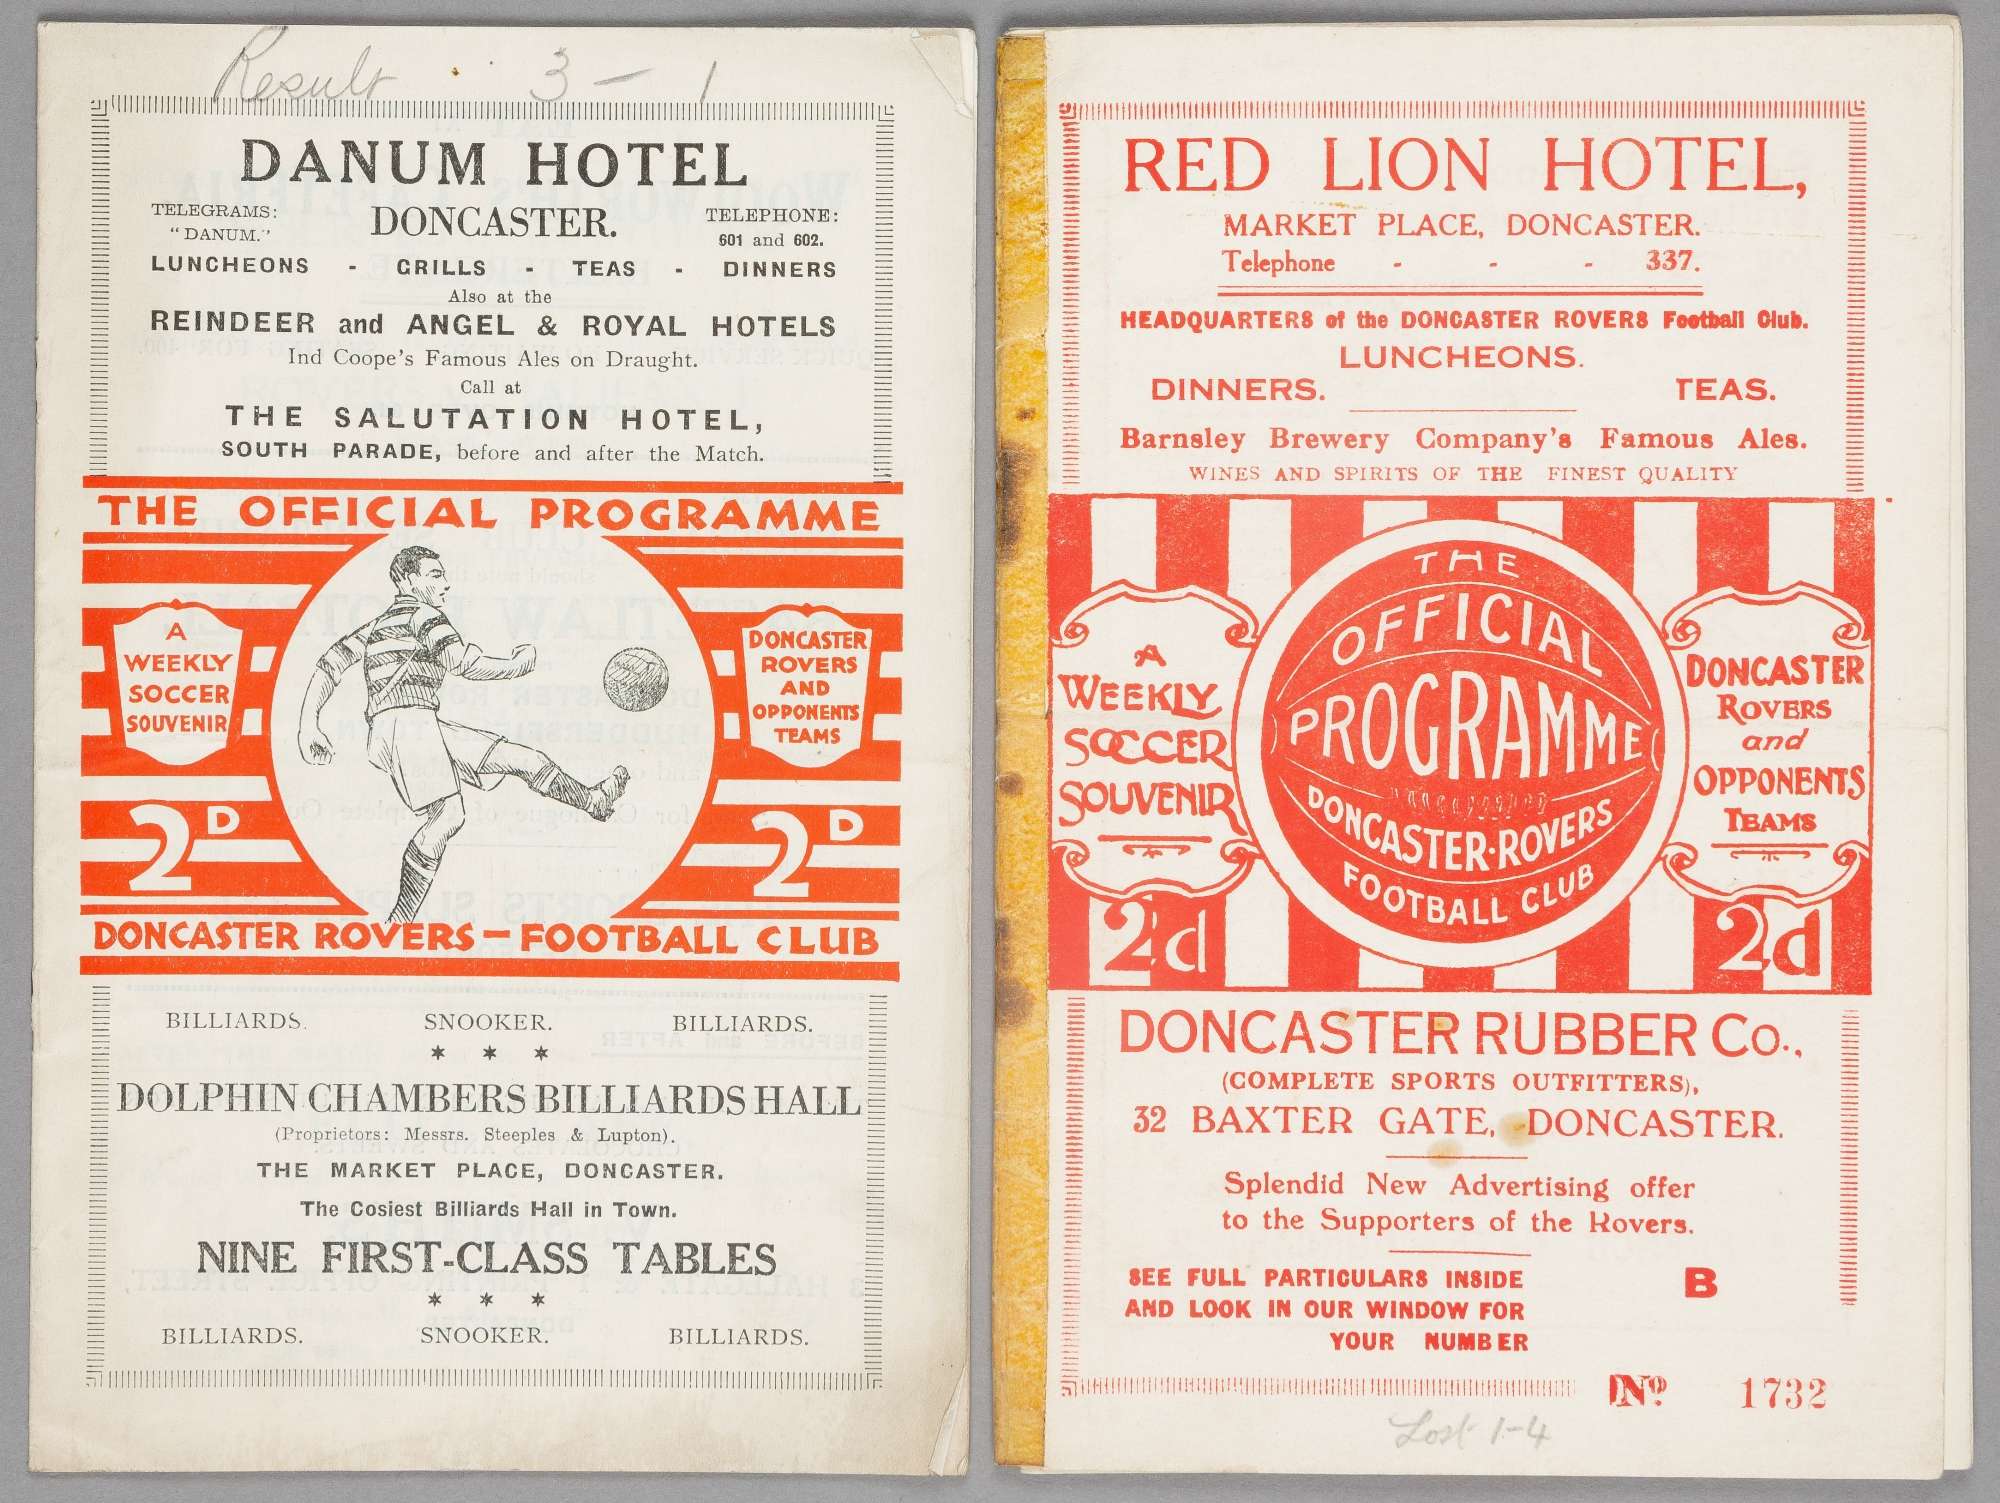 Result 3 - 1
DANUM HOTEL
DONCASTER.
TELEGRAMS:
"DANUM."
TELEPHONE:
601 and 602.
LUNCHEONS - GRILLS - TEAS - DINNERS
Also at the
REINDEER and ANGEL & ROYAL HOTELS
Ind Coope's Famous Ales on Draught.
Call at
THE SALUTATION HOTEL,
SOUTH PARADE, before and after the Match.
THE OFFICIAL PROGRAMME
A
WEEKLY
SOCCER
SOUVENIR
DONCASTER
ROVERS
AND
OPPONENTS
TEAMS
2D
2D
DONCASTER ROVERS - FOOTBALL CLUB
BILLIARDS. SNOOKER. BILLIARDS.
* * *
DOLPHIN CHAMBERS BILLIARDS HALL
(Proprietors: Messrs. Steeples & Lupton).
THE MARKET PLACE, DONCASTER.
The Cosiest Billiards Hall in Town.
NINE FIRST-CLASS TABLES
* * *
BILLIARDS. SNOOKER. BILLIARDS.
RED LION HOTEL,
MARKET PLACE, DONCASTER.
Telephone - - - 337.
HEADQUARTERS of the DONCASTER ROVERS Football Club.
LUNCHEONS.
DINNERS. TEAS.
Barnsley Brewery Company's Famous Ales.
WINES AND SPIRITS OF THE FINEST QUALITY
A
WEEKLY
SOCCER
SOUVENIR
THE
OFFICIAL
PROGRAMME
DONCASTER·ROVERS
FOOTBALL CLUB
DONCASTER
ROVERS
and
OPPONENTS
TEAMS
2d
2d
DONCASTER RUBBER Co.,
(COMPLETE SPORTS OUTFITTERS),
32 BAXTER GATE, DONCASTER.
Splendid New Advertising offer
to the Supporters of the Rovers.
SEE FULL PARTICULARS INSIDE
AND LOOK IN OUR WINDOW FOR
YOUR NUMBER
B
No. 1732
Lost 1-4